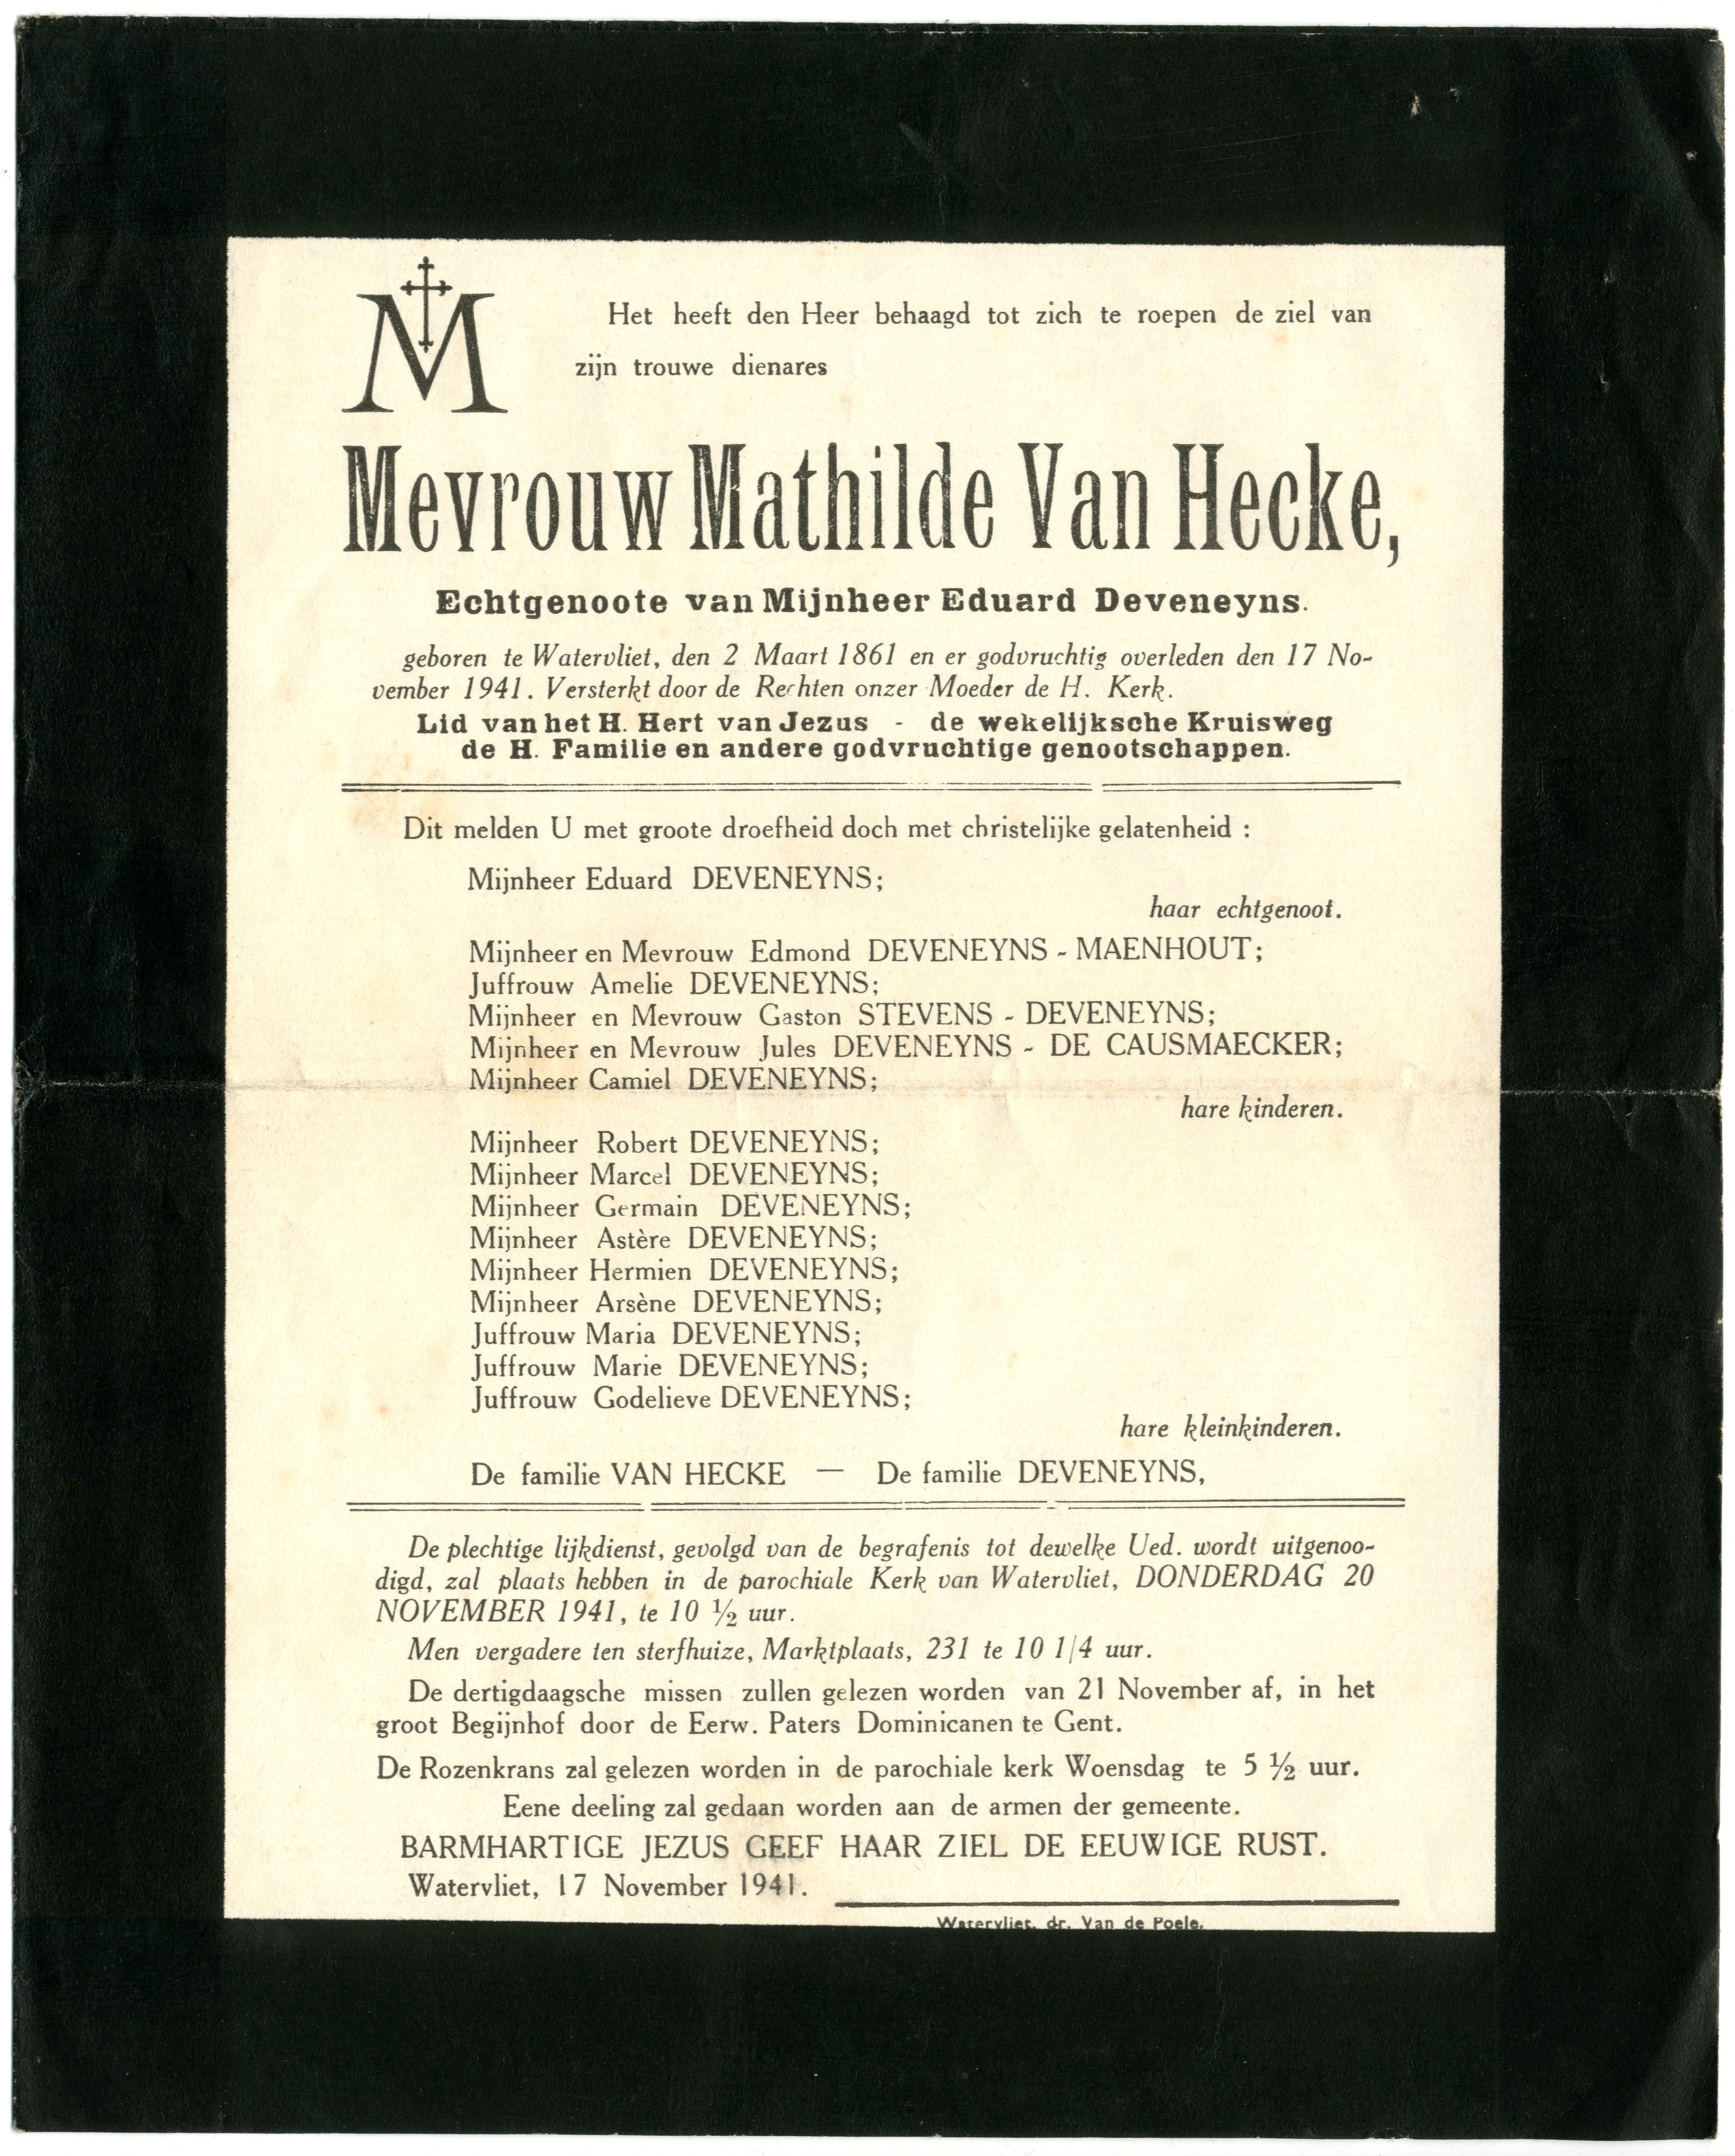 M
Het heeft den Heer behaagd tot zich te roepen de ziel van
zijn trouwe dienares
Mevrouw Mathilde Van Hecke,
Echtgenoote van Mijnheer Eduard Deveneyns.
geboren te Watervliet, den 2 Maart 1861 en er godvruchtig overleden den 17 No-
vember 1941. Versterkt door de Rechten onzer Moeder de H. Kerk.
Lid van het H. Hert van Jezus - de wekelijksche Kruisweg
de H. Familie en andere godvruchtige genootschappen.
Dit melden U met groote droefheid doch met christelijke gelatenheid :
Mijnheer Eduard DEVENEYNS;
haar echtgenoot.
Mijnheer en Mevrouw Edmond DEVENEYNS - MAENHOUT;
Juffrouw Amelie DEVENEYNS;
Mijnheer en Mevrouw Gaston STEVENS - DEVENEYNS;
Mijnheer en Mevrouw Jules DEVENEYNS - DE CAUSMAECKER;
Mijnheer Camiel DEVENEYNS;
hare kinderen.
Mijnheer Robert DEVENEYNS;
Mijnheer Marcel DEVENEYNS;
Mijnheer Germain DEVENEYNS;
Mijnheer Astère DEVENEYNS;
Mijnheer Hermien DEVENEYNS;
Mijnheer Arsène DEVENEYNS;
Juffrouw Maria DEVENEYNS;
Juffrouw Marie DEVENEYNS;
Juffrouw Godelieve DEVENEYNS;
hare kleinkinderen.
De familie VAN HECKE — De familie DEVENEYNS,
De plechtige lijkdienst, gevolgd van de begrafenis tot dewelke Ued. wordt uitgenoo-
digd, zal plaats hebben in de parochiale Kerk van Watervliet, DONDERDAG 20
NOVEMBER 1941, te 10 ½ uur.
Men vergadere ten sterfhuize, Marktplaats, 231 te 10 1/4 uur.
De dertigdaagsche missen zullen gelezen worden van 21 November af, in het
groot Begijnhof door de Eerw. Paters Dominicanen te Gent.
De Rozenkrans zal gelezen worden in de parochiale kerk Woensdag te 5 ½ uur.
Eene deeling zal gedaan worden aan de armen der gemeente.
BARMHARTIGE JEZUS GEEF HAAR ZIEL DE EEUWIGE RUST.
Watervliet, 17 November 1941.
Watervliet, dr. Van de Poele.